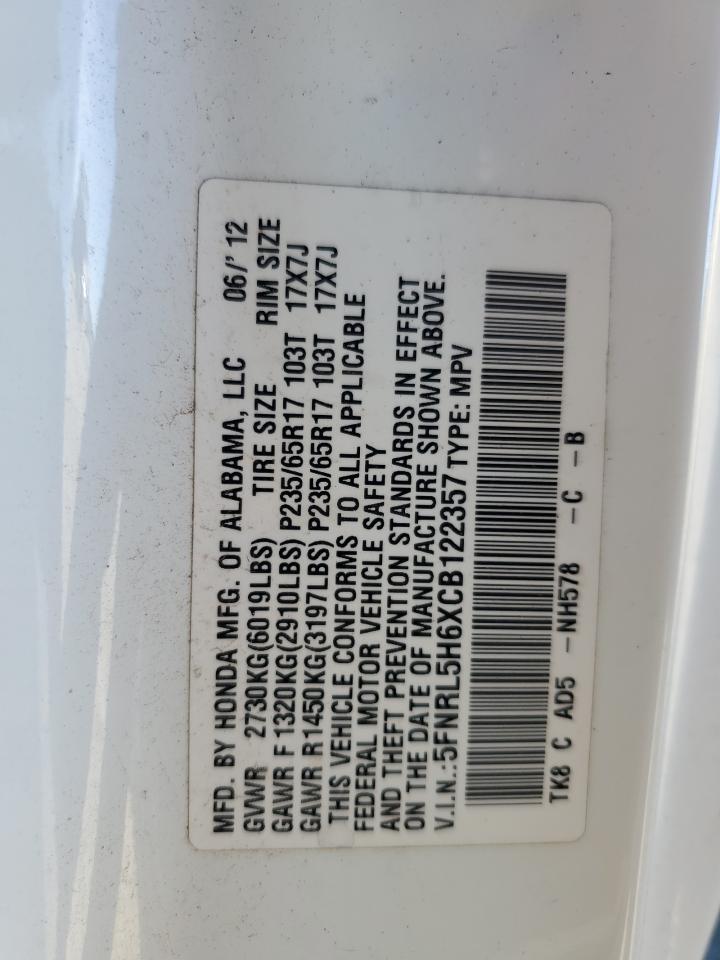 MFD. BY HONDA MFG. OF ALABAMA, LLC 06/'12
GVWR 2730KG(6019LBS) TIRE SIZE RIM SIZE
GAWR F 1320KG(2910LBS) P235/65R17 103T 17X7J
GAWR R1450KG(3197LBS) P235/65R17 103T 17X7J
THIS VEHICLE CONFORMS TO ALL APPLICABLE
FEDERAL MOTOR VEHICLE SAFETY
AND THEFT PREVENTION STANDARDS IN EFFECT
ON THE DATE OF MANUFACTURE SHOWN ABOVE.
V.I.N.:5FNRL5H6XCB122357 TYPE: MPV
TK8 C AD5 -NH578 -C -B